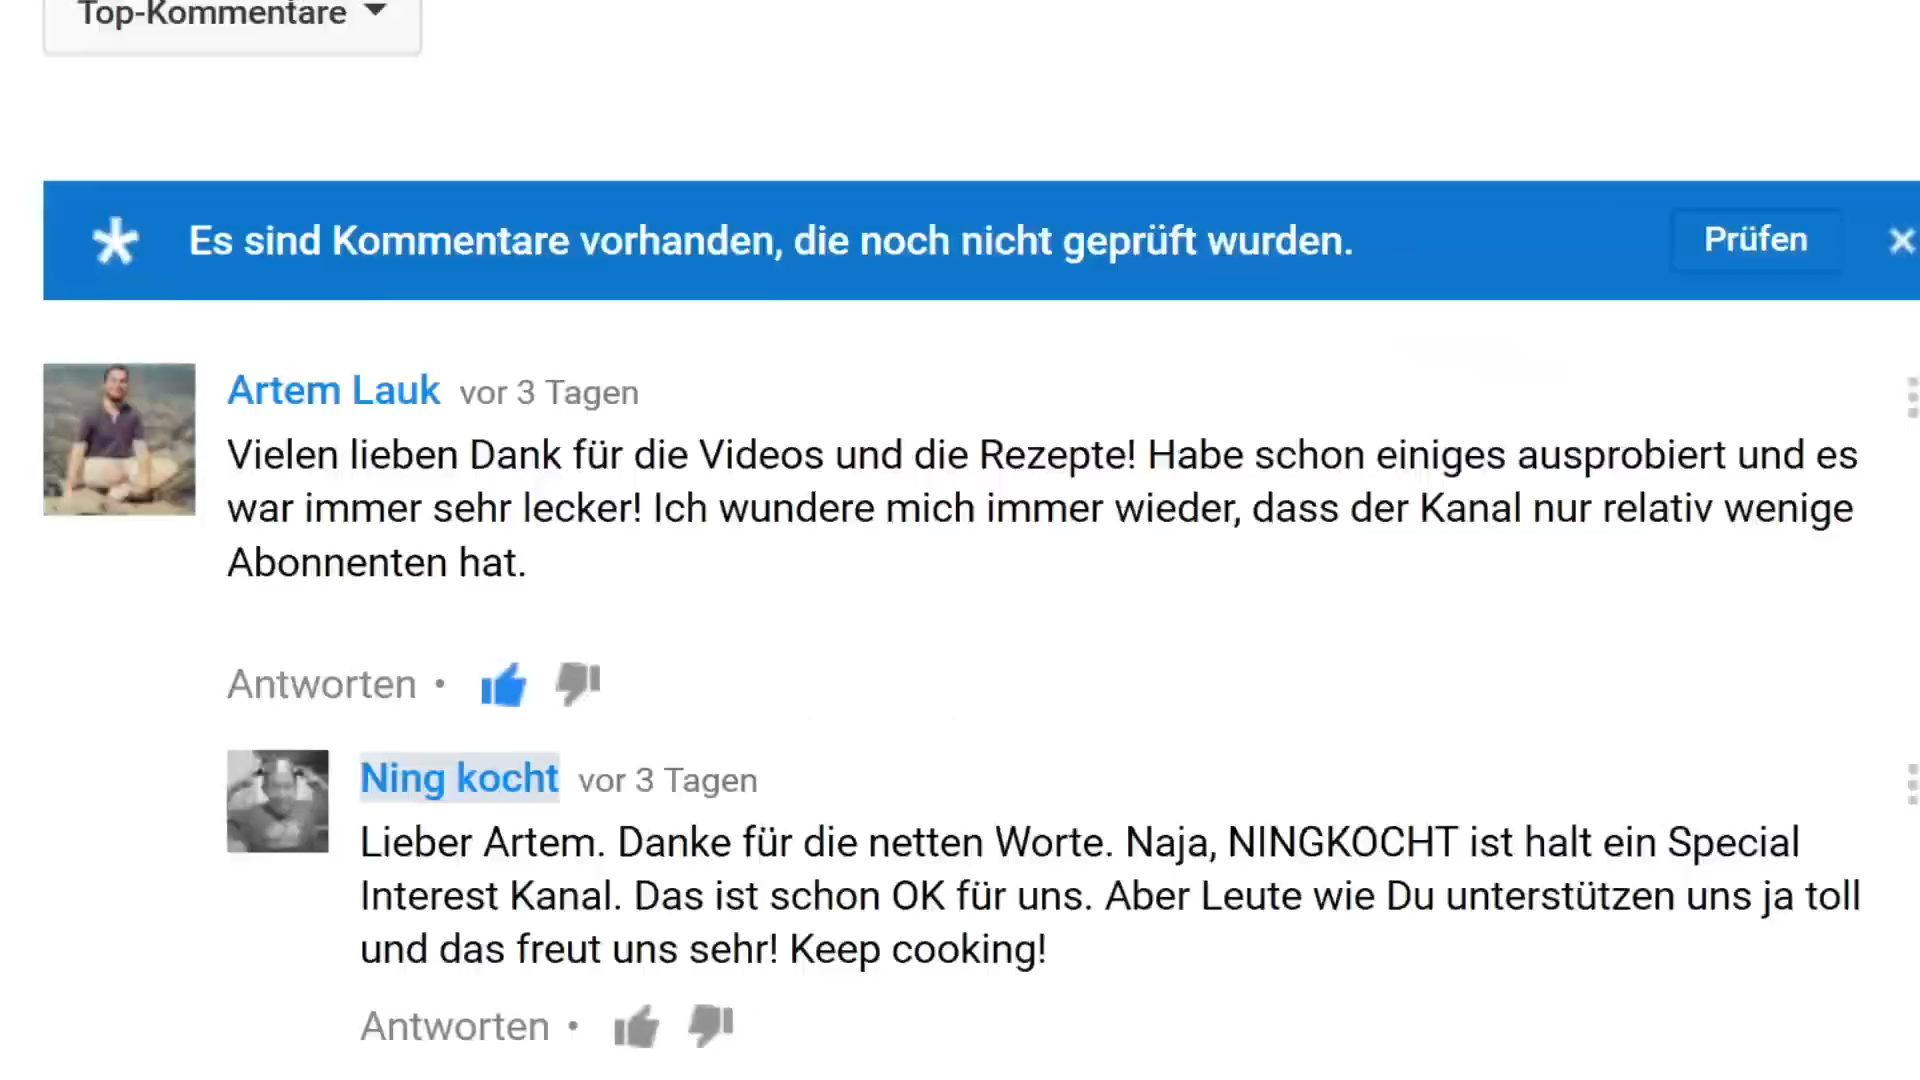 Top-Kommentare
Es sind Kommentare vorhanden, die noch nicht geprüft wurden.
Prüfen
Artem Lauk vor 3 Tagen
Vielen lieben Dank für die Videos und die Rezepte! Habe schon einiges ausprobiert und es
war immer sehr lecker! Ich wundere mich immer wieder, dass der Kanal nur relativ wenige
Abonnenten hat.
Antworten •
Ning kocht vor 3 Tagen
Lieber Artem. Danke für die netten Worte. Naja, NINGKOCHT ist halt ein Special
Interest Kanal. Das ist schon OK für uns. Aber Leute wie Du unterstützen uns ja toll
und das freut uns sehr! Keep cooking!
Antworten •